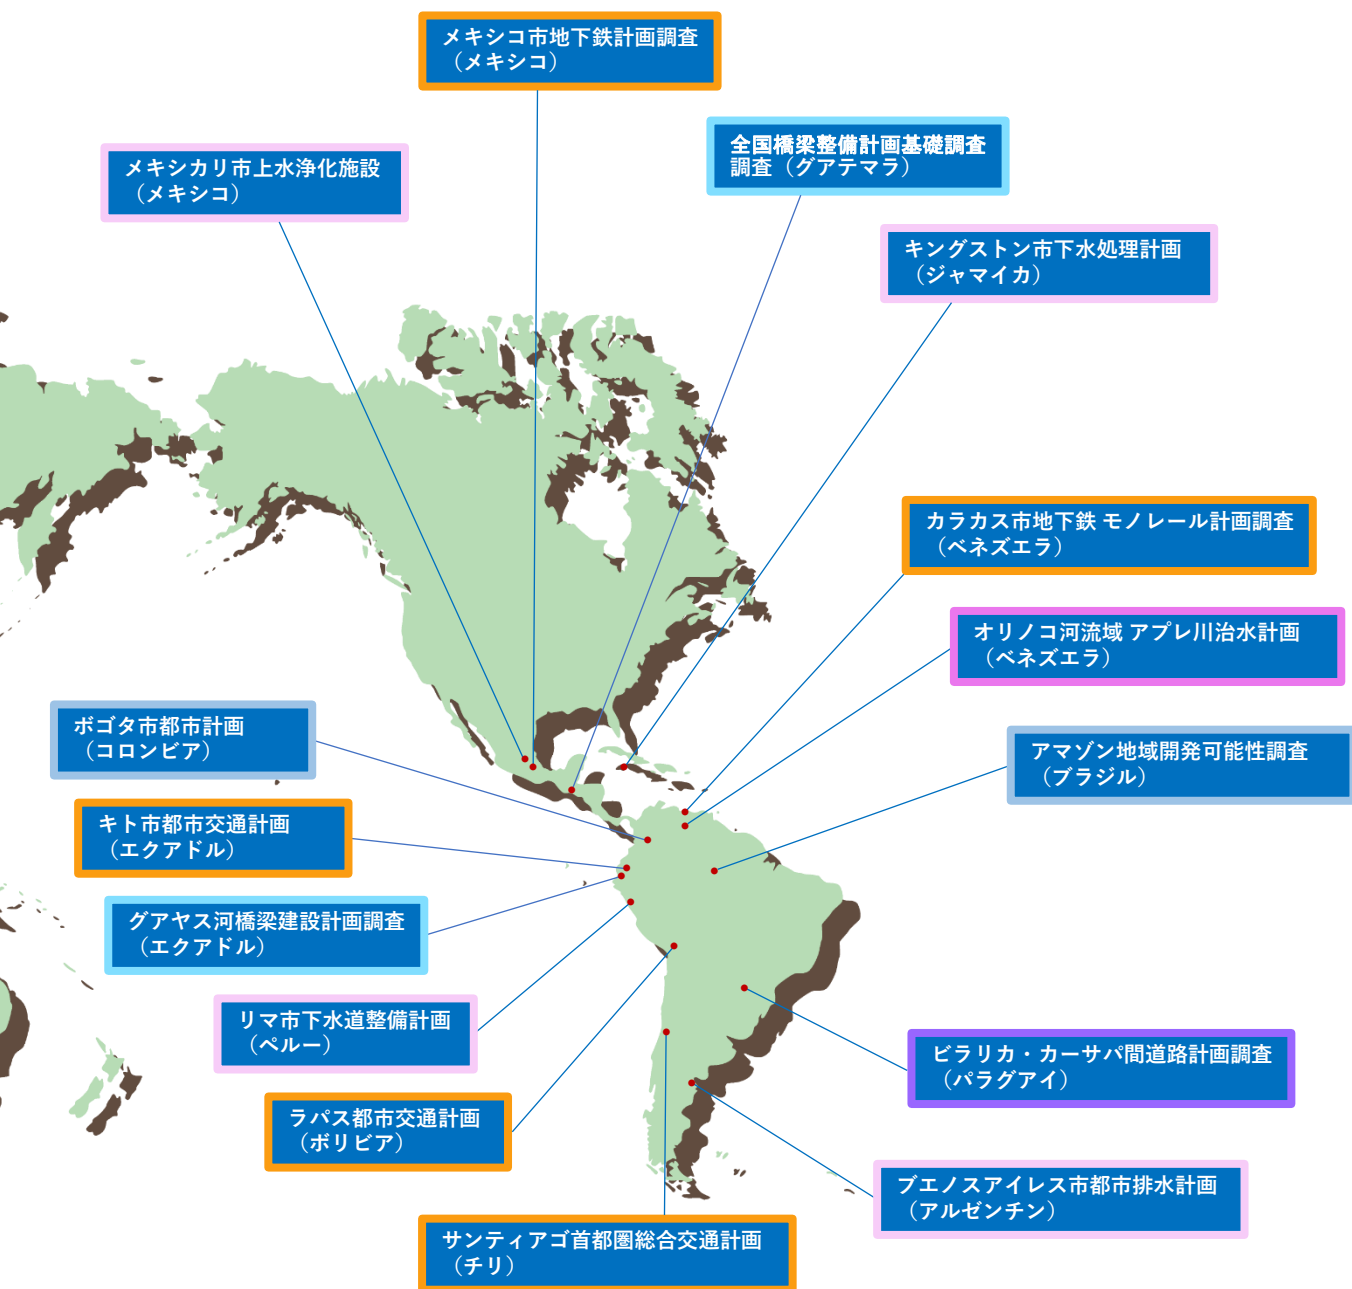 メキシコ市地下鉄計画調査
（メキシコ）
全国橋梁整備計画基礎調査
調査（グアテマラ）
メキシカリ市上水浄化施設
（メキシコ）
キングストン市下水処理計画
（ジャマイカ）
カラカス市地下鉄 モノレール計画調査
（ベネズエラ）
オリノコ河流域 アプレ川治水計画
（ベネズエラ）
ボゴタ市都市計画
（コロンビア）
アマゾン地域開発可能性調査
（ブラジル）
キト市都市交通計画
（エクアドル）
グアヤス河橋梁建設計画調査
（エクアドル）
リマ市下水道整備計画
（ペルー）
ビラリカ・カーサパ間道路計画調査
（パラグアイ）
ラパス都市交通計画
（ボリビア）
ブエノスアイレス市都市排水計画
（アルゼンチン）
サンティアゴ首都圏総合交通計画
（チリ）